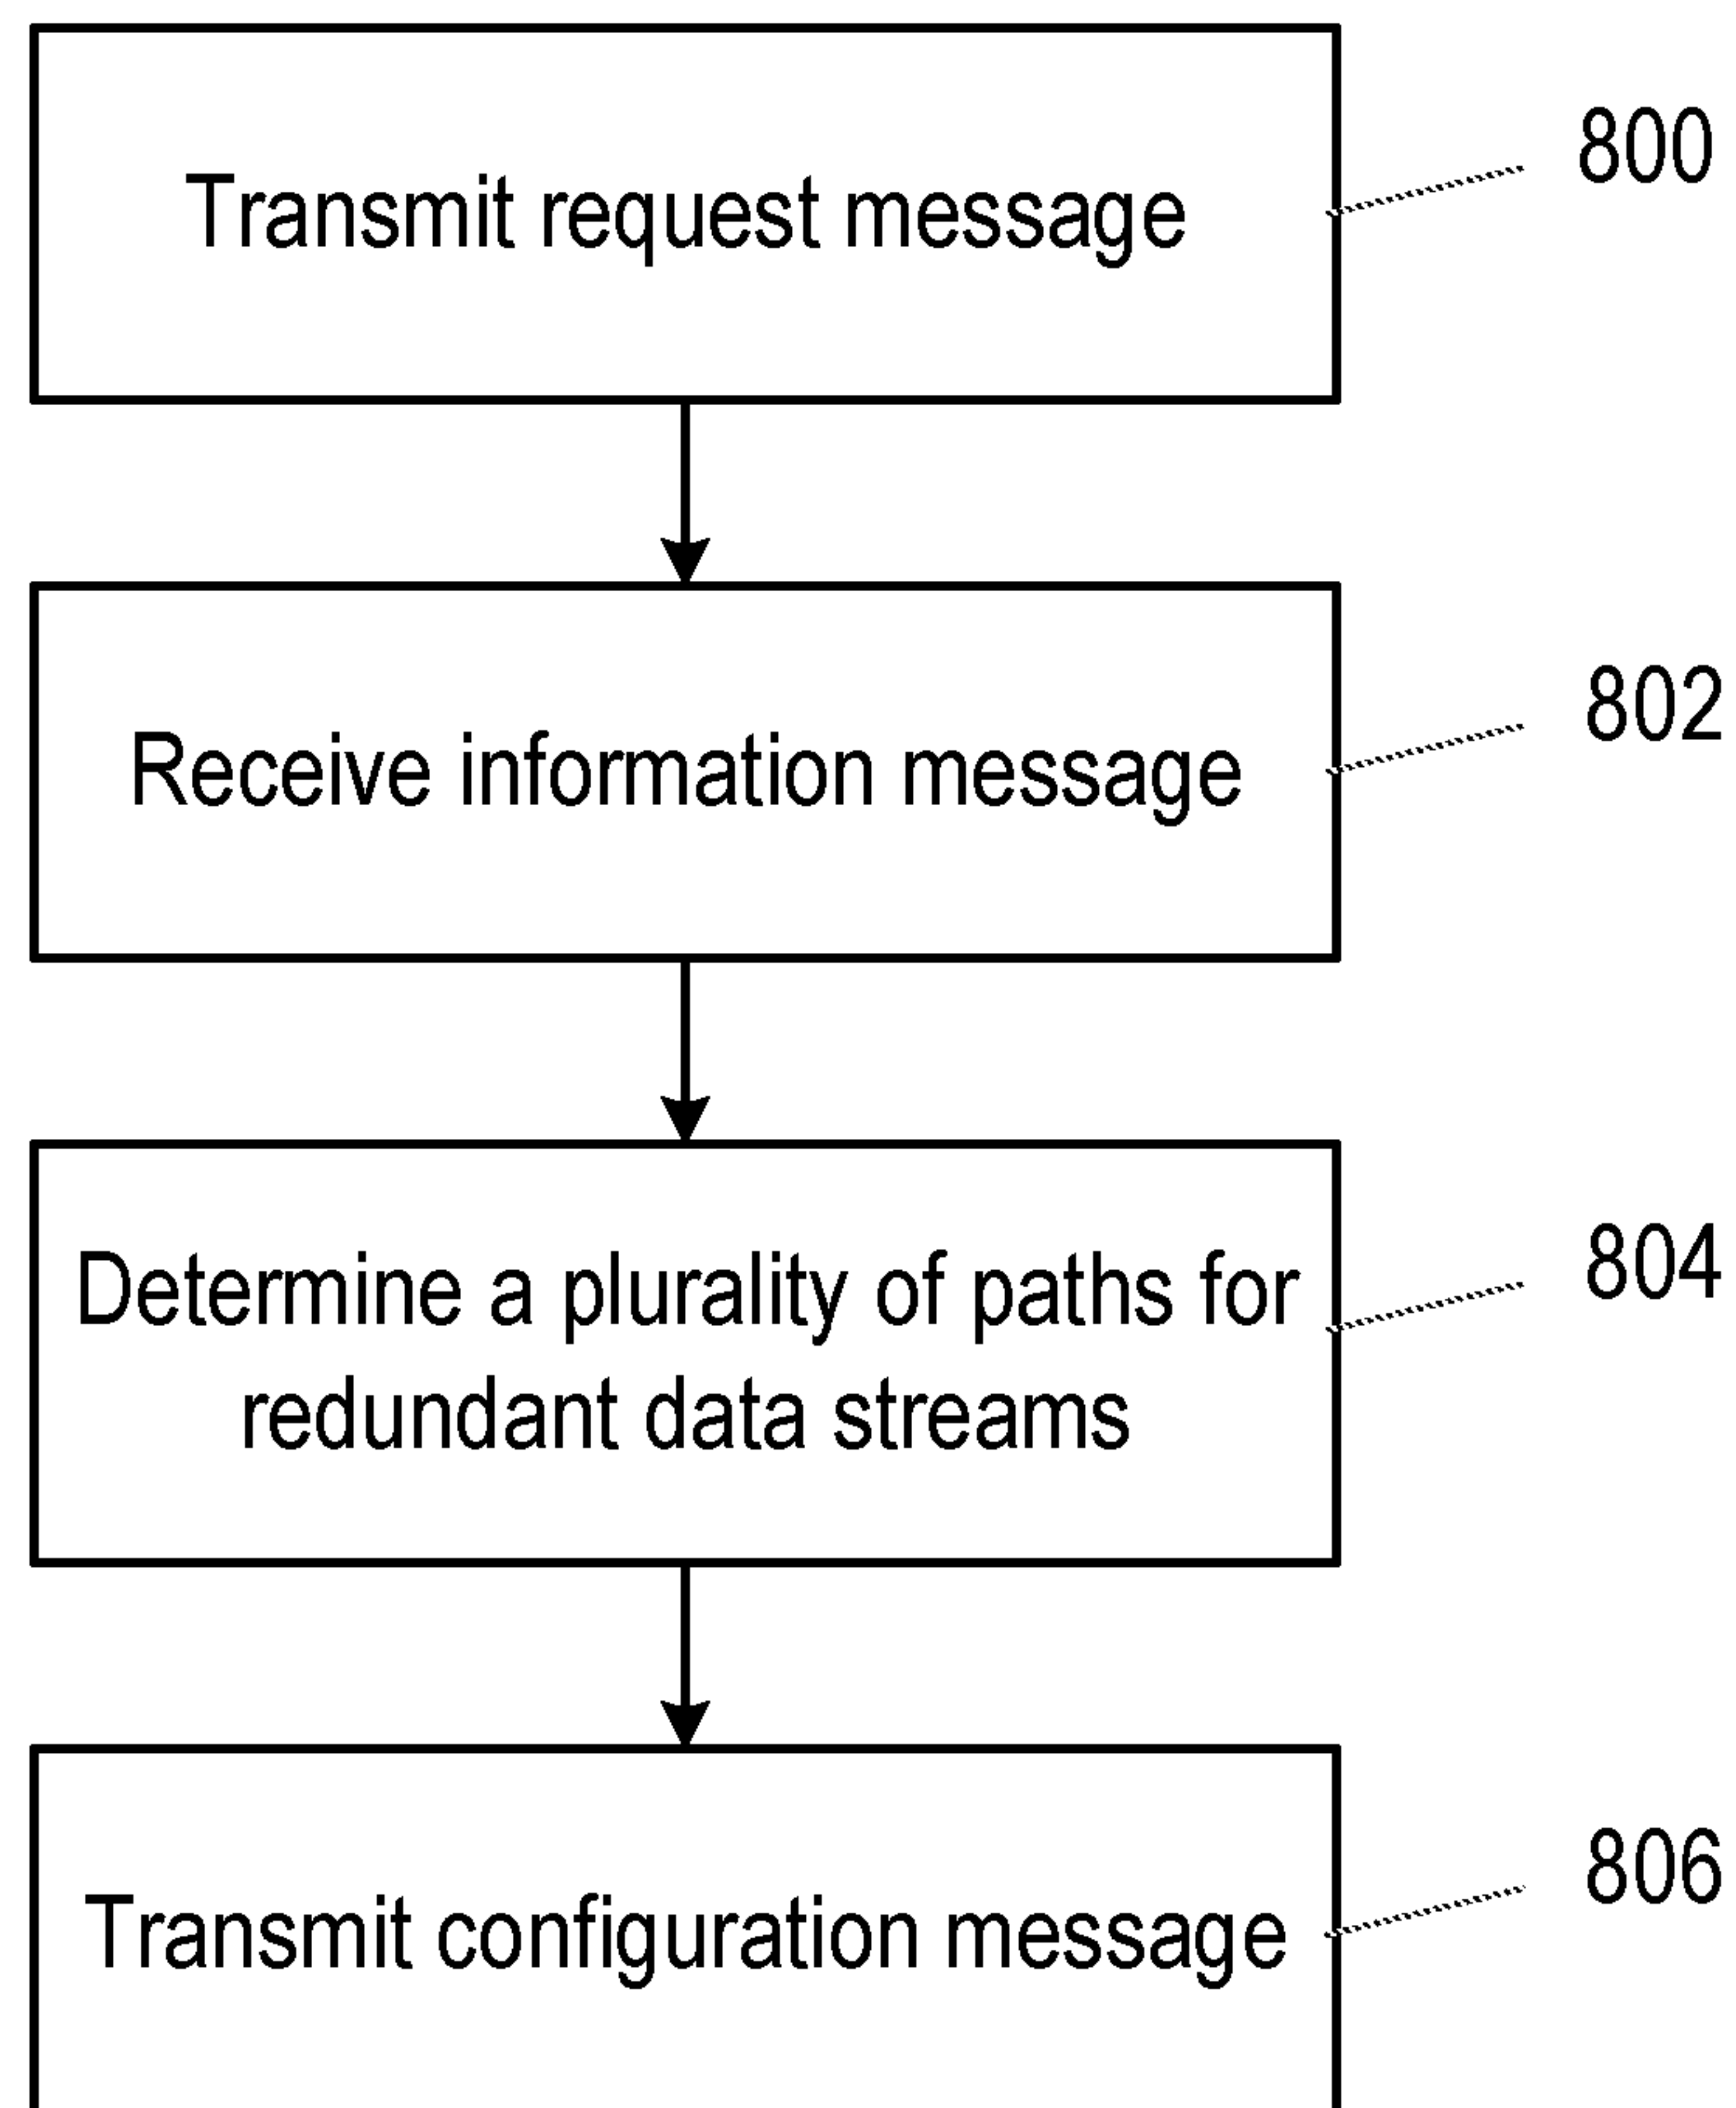 Transmit request message
800
Receive information message
802
Determine a plurality of paths for
redundant data streams
804
Transmit configuration message
806